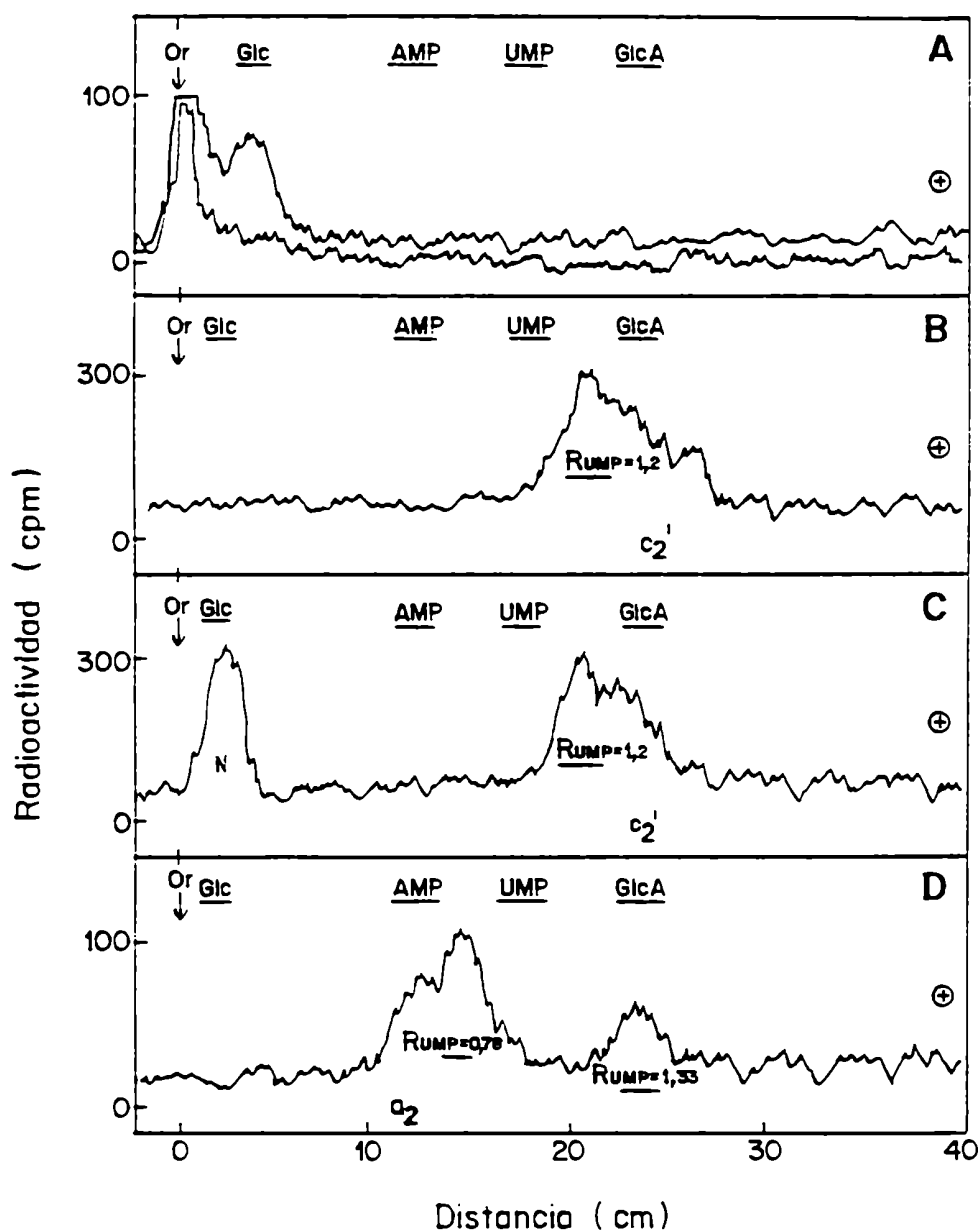 Or Glc AMP UMP GlcA A
100
0
⊕
Or Glc AMP UMP GlcA B
300
RUMP=1,2
0
c2'
⊕
Or Glc AMP UMP GlcA C
300
N
RUMP=1,2
0
c2'
⊕
Or Glc AMP UMP GlcA D
100
RUMP=0,78
RUMP=1,33
0
a2
⊕
0 10 20 30 40
Distancia (cm)
Radioactividad (cpm)